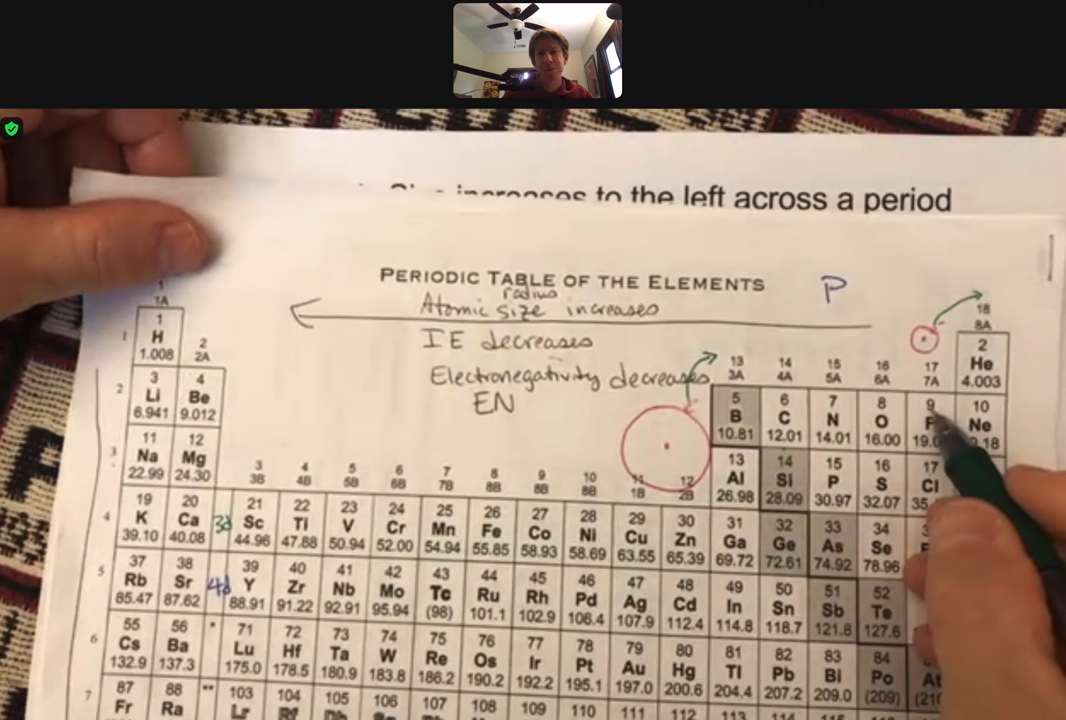 increases to the left across a period
PERIODIC TABLE OF THE ELEMENTS
radius
P
Atomic size increases
IE decreases
Electronegativity decreases
EN
1
1A
18
8A
1
H
1.008
2
2A
13
3A
14
4A
15
5A
16
6A
17
7A
2
He
4.003
1
2
3
Li
6.941
4
Be
9.012
5
B
10.81
6
C
12.01
7
N
14.01
8
O
16.00
9
F
10
Ne
3
11
Na
22.99
12
Mg
24.30
3
3B
4
4B
5
5B
6
6B
7
7B
8
8B
9
8B
10
8B
11
1B
12
2B
13
Al
26.98
14
Si
28.09
15
P
30.97
16
S
32.07
17
Cl
4
19
K
39.10
20
Ca
40.08
3d
21
Sc
44.96
22
Ti
47.88
23
V
50.94
24
Cr
52.00
25
Mn
54.94
26
Fe
55.85
27
Co
58.93
28
Ni
58.69
29
Cu
63.55
30
Zn
65.39
31
Ga
69.72
32
Ge
72.61
33
As
74.92
34
Se
78.96
5
37
Rb
85.47
38
Sr
87.62
4d
39
Y
88.91
40
Zr
91.22
41
Nb
92.91
42
Mo
95.94
43
Tc
(98)
44
Ru
101.1
45
Rh
102.9
46
Pd
106.4
47
Ag
107.9
48
Cd
112.4
49
In
114.8
50
Sn
118.7
51
Sb
121.8
52
Te
127.6
6
55
Cs
132.9
56
Ba
137.3
*
71
Lu
175.0
72
Hf
178.5
73
Ta
180.9
74
W
183.8
75
Re
186.2
76
Os
190.2
77
Ir
192.2
78
Pt
195.1
79
Au
197.0
80
Hg
200.6
81
Tl
204.4
82
Pb
207.2
83
Bi
209.0
84
Po
(209)
At
7
87
Fr
88
Ra
**
103
Lr
104
Rf
105
106
107
108
109
110
111
112
113
114
115